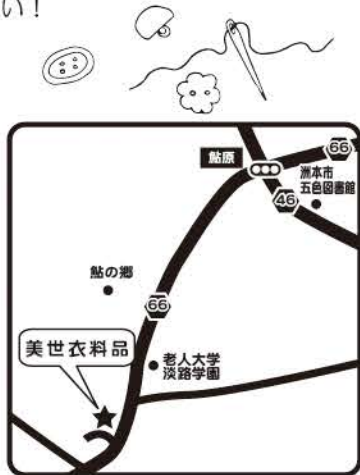 い！
鮎原
66
洲本市
五色図書館
46
鮎の郷
66
美世衣料品
老人大学
淡路学園